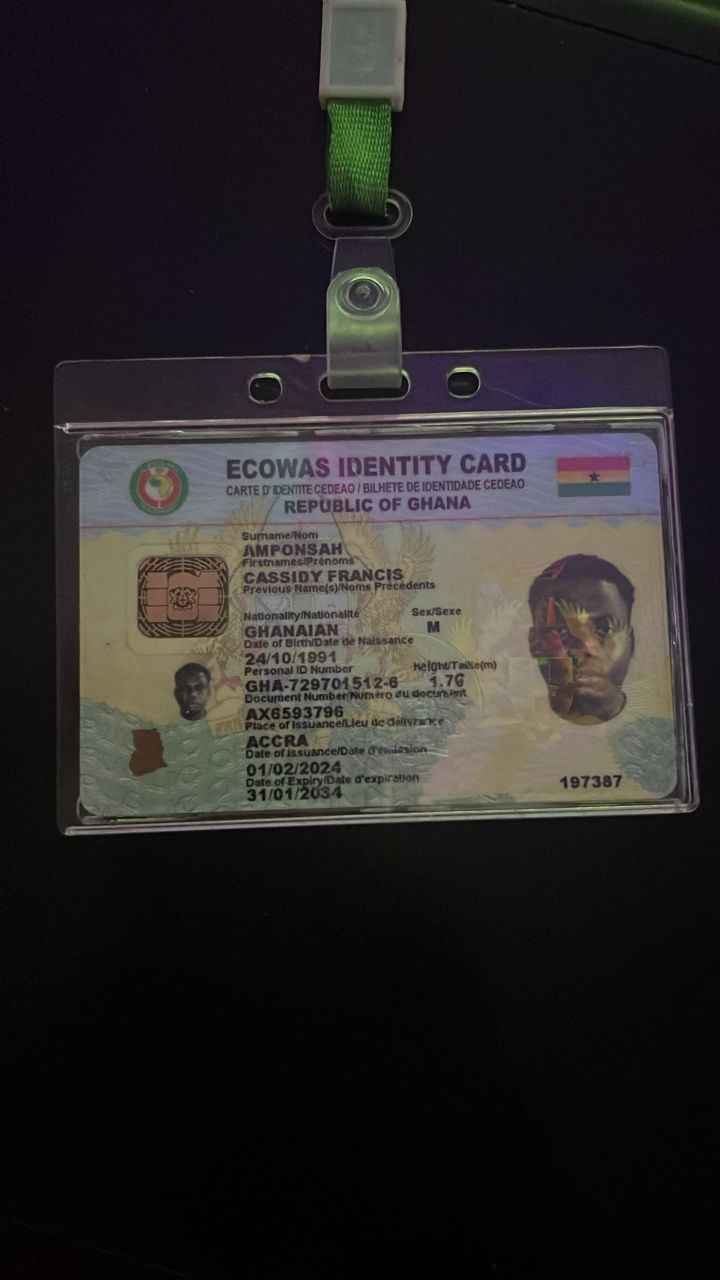 ECOWAS IDENTITY CARD
CARTE D'IDENTITE CEDEAO / BILHETE DE IDENTIDADE CEDEAO
REPUBLIC OF GHANA
Surname/Nom
AMPONSAH
Firstnames/Prénoms
CASSIDY FRANCIS
Previous Name(s)/Noms Précédents
Nationality/Nationalité
Sex/Sexe
GHANAIAN
M
Date of Birth/Date de Naissance
24/10/1991
Personal ID Number
Height/Taille(m)
GHA-729701512-6
1.76
Document Number/Numéro du document
AX6593796
Place of Issuance/Lieu de délivrance
ACCRA
Date of Issuance/Date d'émission
01/02/2024
Date of Expiry/Date d'expiration
31/01/2034
197387